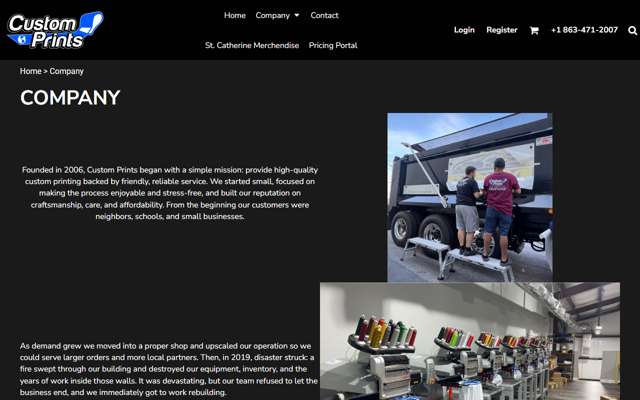 Custom
Prints
Home
Company
Contact
St. Catherine Merchandise
Pricing Portal
Login
Register
+1 863-471-2007
Home > Company
COMPANY
Founded in 2006, Custom Prints began with a simple mission: provide high-quality
custom printing backed by friendly, reliable service. We started small, focused on
making the process enjoyable and stress-free, and built our reputation on
craftsmanship, care, and affordability. From the beginning our customers were
neighbors, schools, and small businesses.
As demand grew we moved into a proper shop and upscaled our operation so we
could serve larger orders and more local partners. Then, in 2019, disaster struck: a
fire swept through our building and destroyed our equipment, inventory, and the
years of work inside those walls. It was devastating, but our team refused to let the
business end, and we immediately got to work rebuilding.